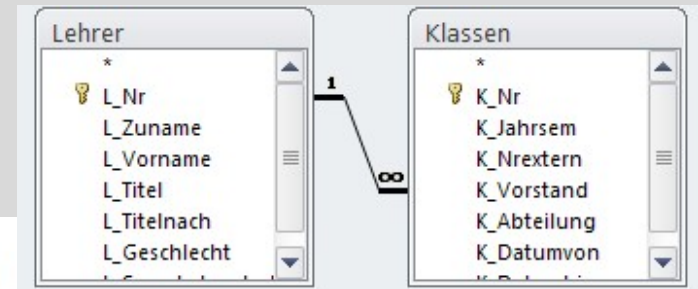 Lehrer
*
L_Nr
L_Zuname
L_Vorname
L_Titel
L_Titelnach
L_Geschlecht
1
∞
Klassen
*
K_Nr
K_Jahrsem
K_Nrextern
K_Vorstand
K_Abteilung
K_Datumvon